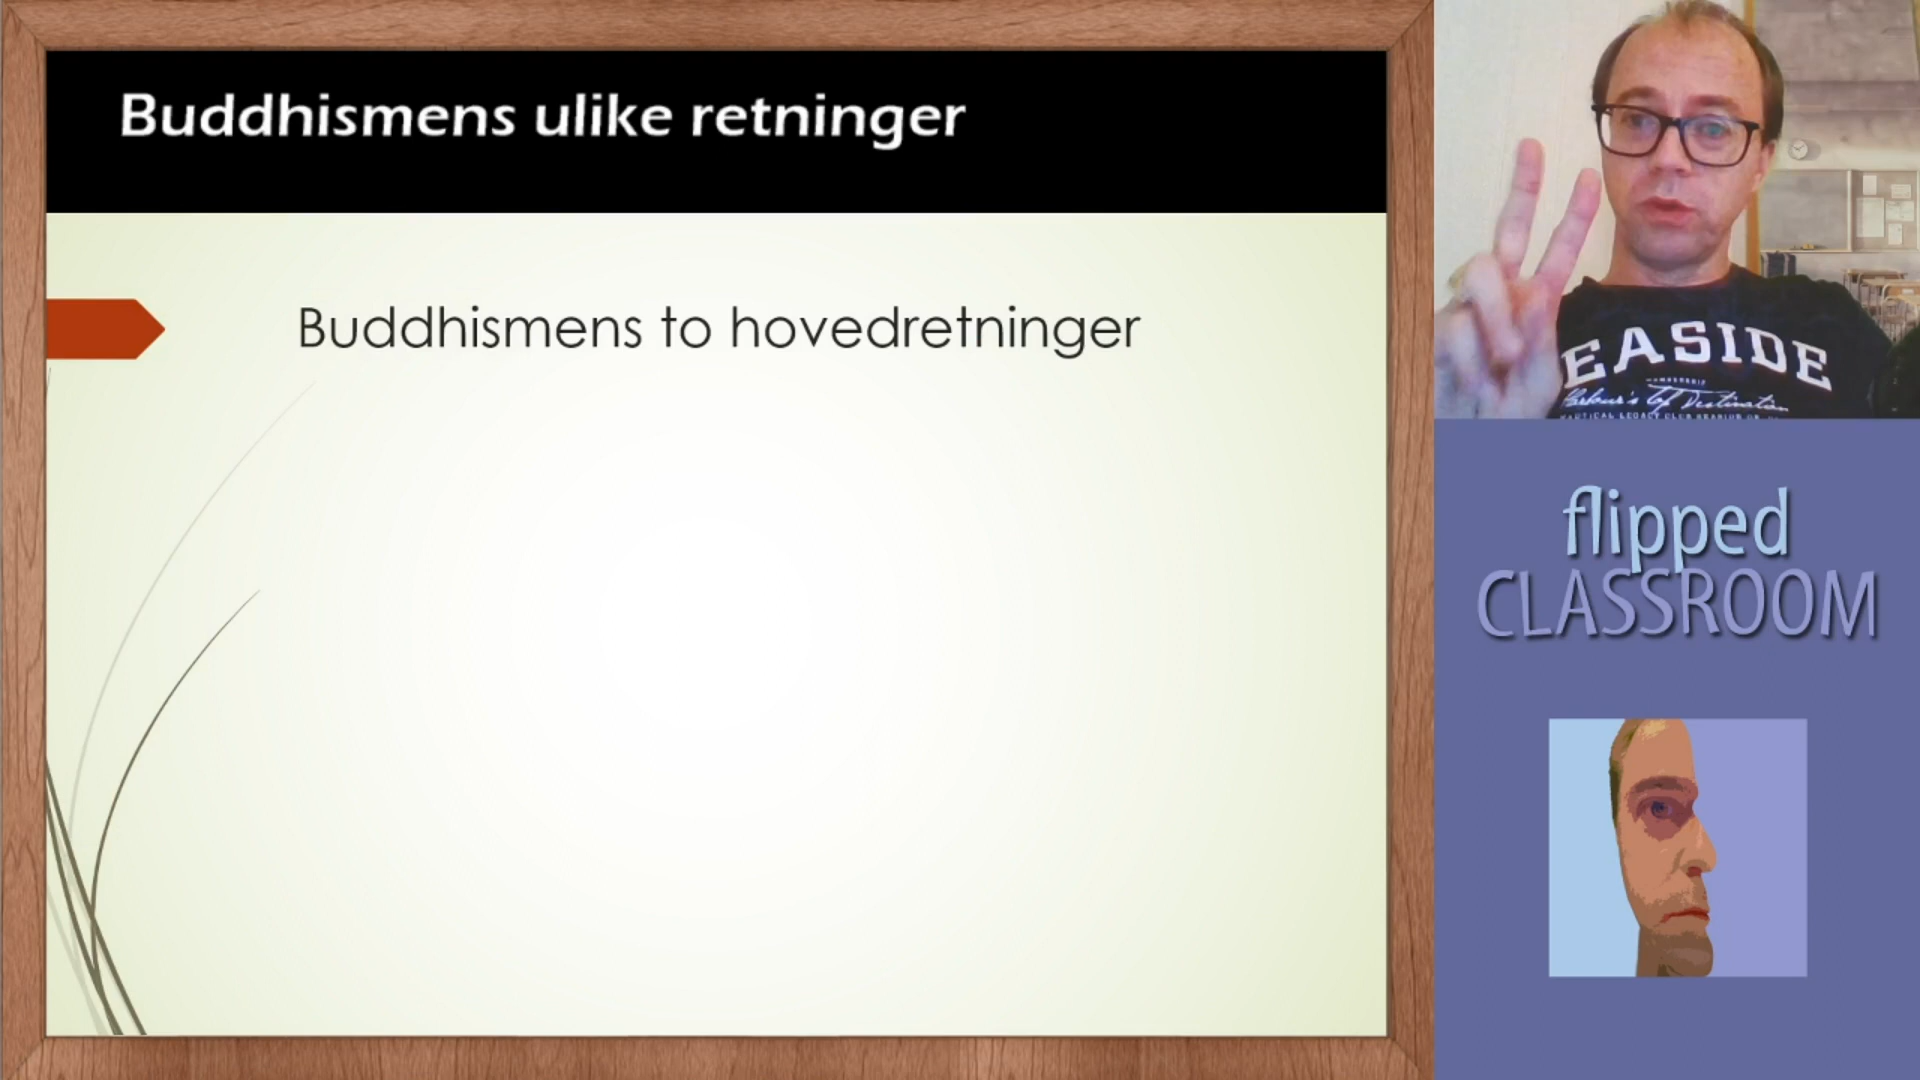 Buddhismens ulike retninger
Buddhismens to hovedretninger
EASIDE
flipped
CLASSROOM